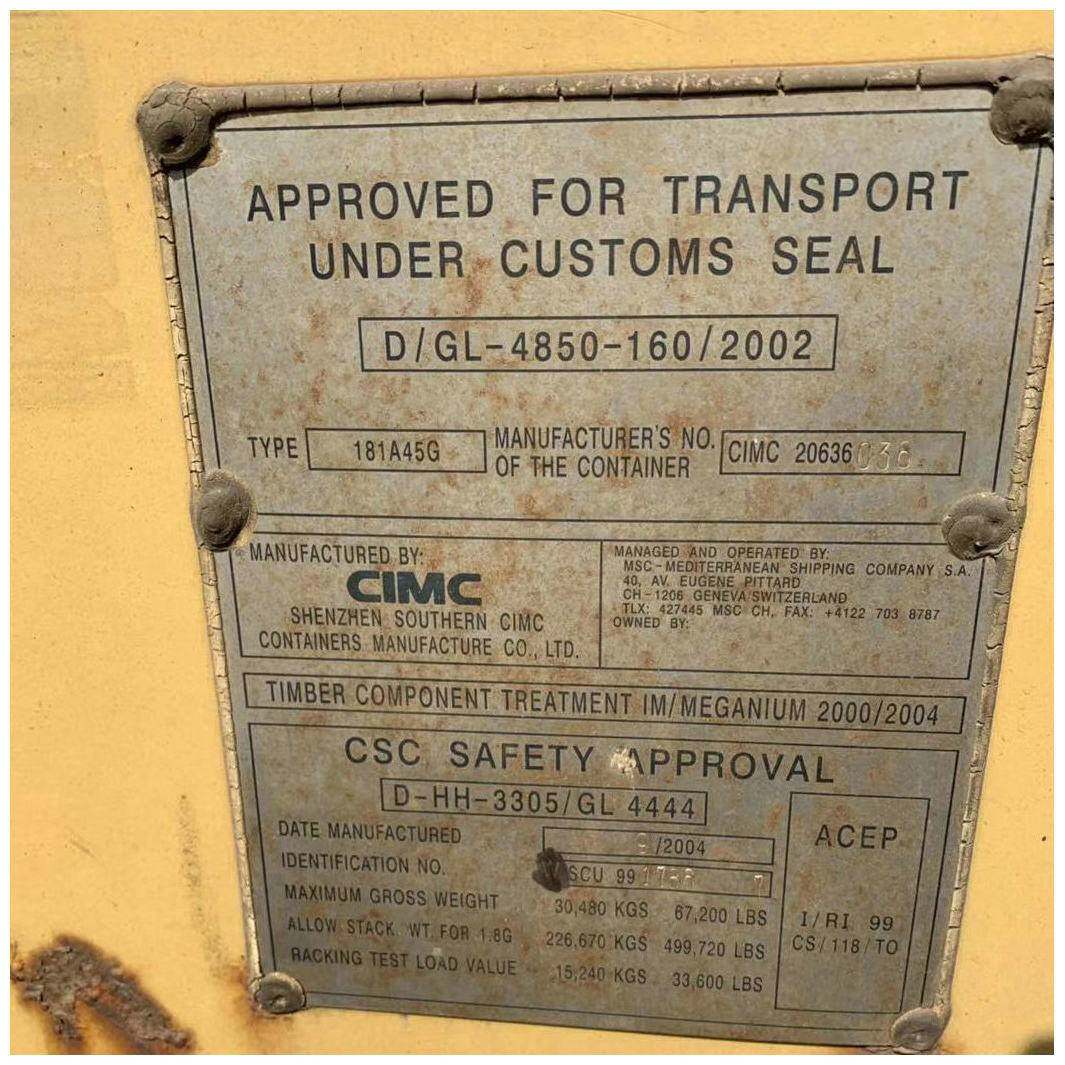 APPROVED FOR TRANSPORT
UNDER CUSTOMS SEAL
D/GL-4850-160/2002
TYPE 181A45G MANUFACTURER'S NO. OF THE CONTAINER CIMC 20636036
MANUFACTURED BY:
CIMC
SHENZHEN SOUTHERN CIMC
CONTAINERS MANUFACTURE CO., LTD.
MANAGED AND OPERATED BY:
MSC-MEDITERRANEAN SHIPPING COMPANY S.A.
40, AV. EUGENE PITTARD
CH-1206 GENEVA/SWITZERLAND
TLX: 427445 MSC CH, FAX: +4122 703 8787
OWNED BY:
TIMBER COMPONENT TREATMENT IM/MEGANIUM 2000/2004
CSC SAFETY APPROVAL
D-HH-3305/GL 4444
DATE MANUFACTURED 9/2004
IDENTIFICATION NO. SCU 99
MAXIMUM GROSS WEIGHT 30,480 KGS 67,200 LBS
ALLOW STACK. WT. FOR 1.8G 226,670 KGS 499,720 LBS
RACKING TEST LOAD VALUE 15,240 KGS 33,600 LBS
ACEP
I/RI 99
CS/118/TO